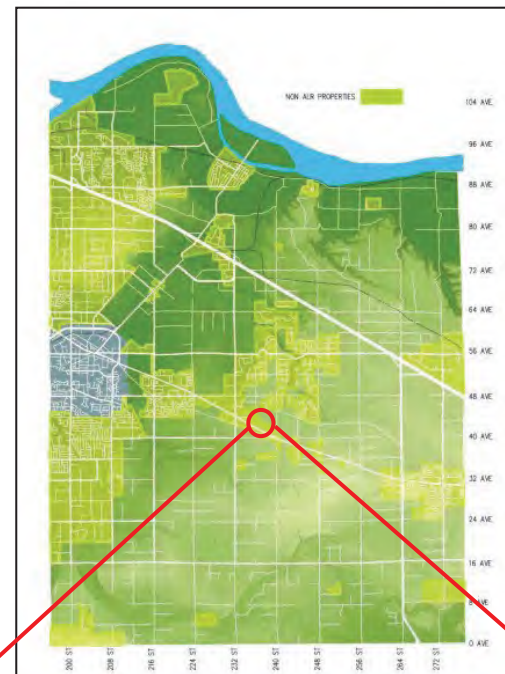 NON ALR PROPERTIES
104 AVE
96 AVE
88 AVE
80 AVE
72 AVE
64 AVE
56 AVE
48 AVE
40 AVE
32 AVE
24 AVE
16 AVE
8 AVE
0 AVE
200 ST
208 ST
216 ST
224 ST
232 ST
240 ST
248 ST
256 ST
264 ST
272 ST